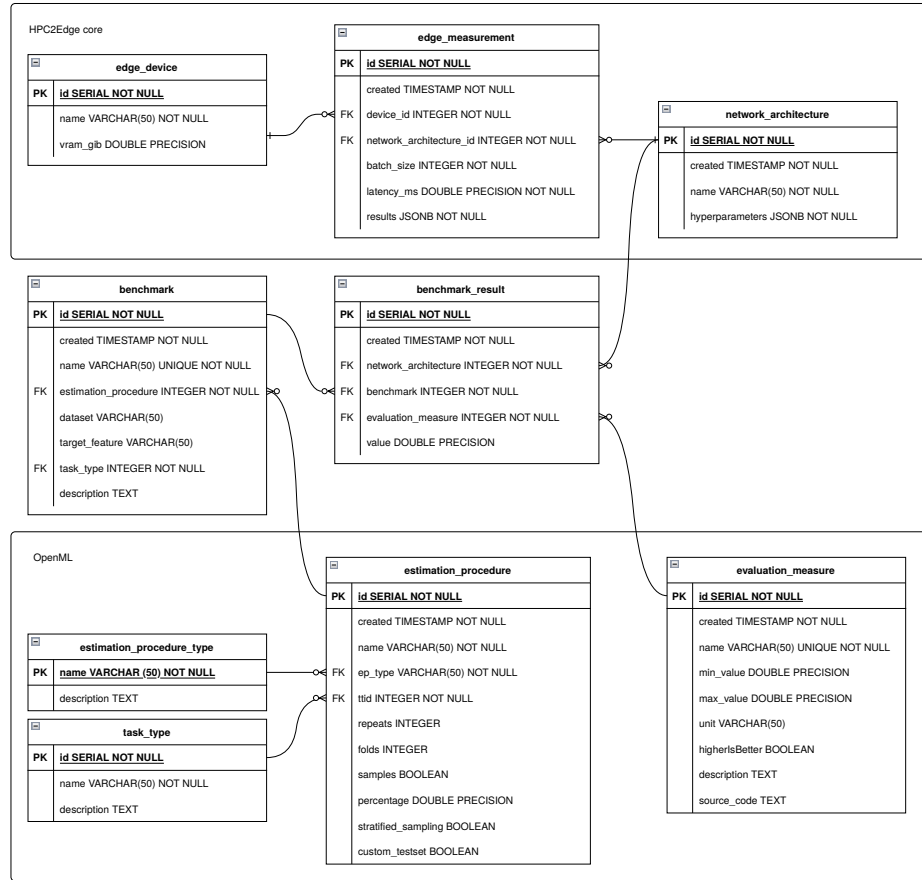 HPC2Edge core
edge_device
PK id SERIAL NOT NULL
name VARCHAR(50) NOT NULL
vram_gib DOUBLE PRECISION
edge_measurement
PK id SERIAL NOT NULL
created TIMESTAMP NOT NULL
FK device_id INTEGER NOT NULL
FK network_architecture_id INTEGER NOT NULL
batch_size INTEGER NOT NULL
latency_ms DOUBLE PRECISION NOT NULL
results JSONB NOT NULL
network_architecture
PK id SERIAL NOT NULL
created TIMESTAMP NOT NULL
name VARCHAR(50) NOT NULL
hyperparameters JSONB NOT NULL
benchmark
PK id SERIAL NOT NULL
created TIMESTAMP NOT NULL
name VARCHAR(50) UNIQUE NOT NULL
FK estimation_procedure INTEGER NOT NULL
dataset VARCHAR(50)
target_feature VARCHAR(50)
FK task_type INTEGER NOT NULL
description TEXT
benchmark_result
PK id SERIAL NOT NULL
created TIMESTAMP NOT NULL
FK network_architecture INTEGER NOT NULL
FK benchmark INTEGER NOT NULL
FK evaluation_measure INTEGER NOT NULL
value DOUBLE PRECISION
OpenML
estimation_procedure_type
PK name VARCHAR (50) NOT NULL
description TEXT
task_type
PK id SERIAL NOT NULL
name VARCHAR(50) NOT NULL
description TEXT
estimation_procedure
PK id SERIAL NOT NULL
created TIMESTAMP NOT NULL
name VARCHAR(50) NOT NULL
FK ep_type VARCHAR(50) NOT NULL
FK ttid INTEGER NOT NULL
repeats INTEGER
folds INTEGER
samples BOOLEAN
percentage DOUBLE PRECISION
stratified_sampling BOOLEAN
custom_testset BOOLEAN
evaluation_measure
PK id SERIAL NOT NULL
created TIMESTAMP NOT NULL
name VARCHAR(50) UNIQUE NOT NULL
min_value DOUBLE PRECISION
max_value DOUBLE PRECISION
unit VARCHAR(50)
higherIsBetter BOOLEAN
description TEXT
source_code TEXT